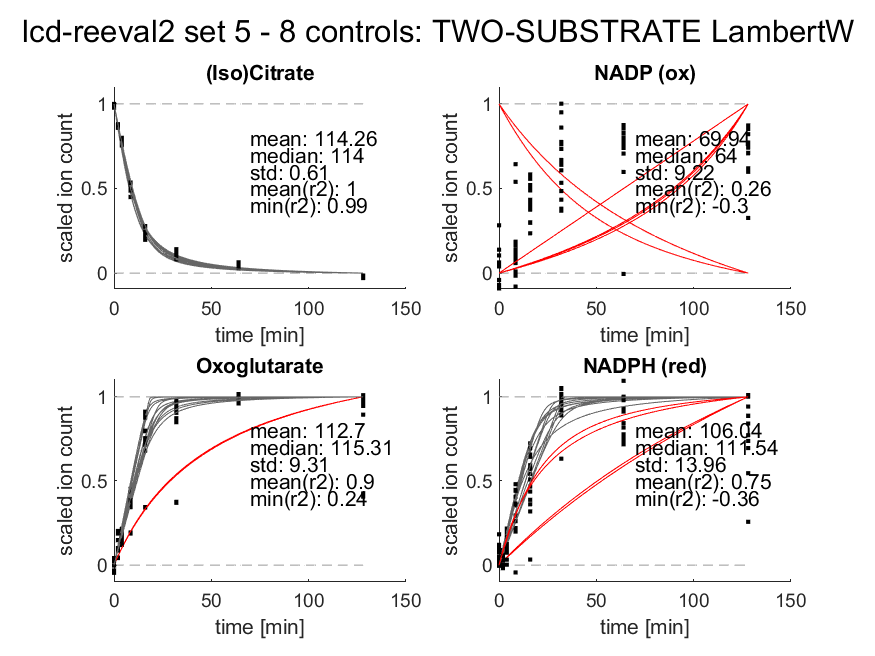 lcd-reeval2 set 5 - 8 controls: TWO-SUBSTRATE LambertW
(Iso)Citrate
scaled ion count
1
0.5
0
mean: 114.26
median: 114
std: 0.61
mean(r2): 1
min(r2): 0.99
0 50 100 150
time [min]
NADP (ox)
scaled ion count
1
0.5
0
mean: 69.94
median: 64
std: 9.22
mean(r2): 0.26
min(r2): -0.3
0 50 100 150
time [min]
Oxoglutarate
scaled ion count
1
0.5
0
mean: 112.7
median: 115.31
std: 9.31
mean(r2): 0.9
min(r2): 0.24
0 50 100 150
time [min]
NADPH (red)
scaled ion count
1
0.5
0
mean: 106.04
median: 111.54
std: 13.96
mean(r2): 0.75
min(r2): -0.36
0 50 100 150
time [min]